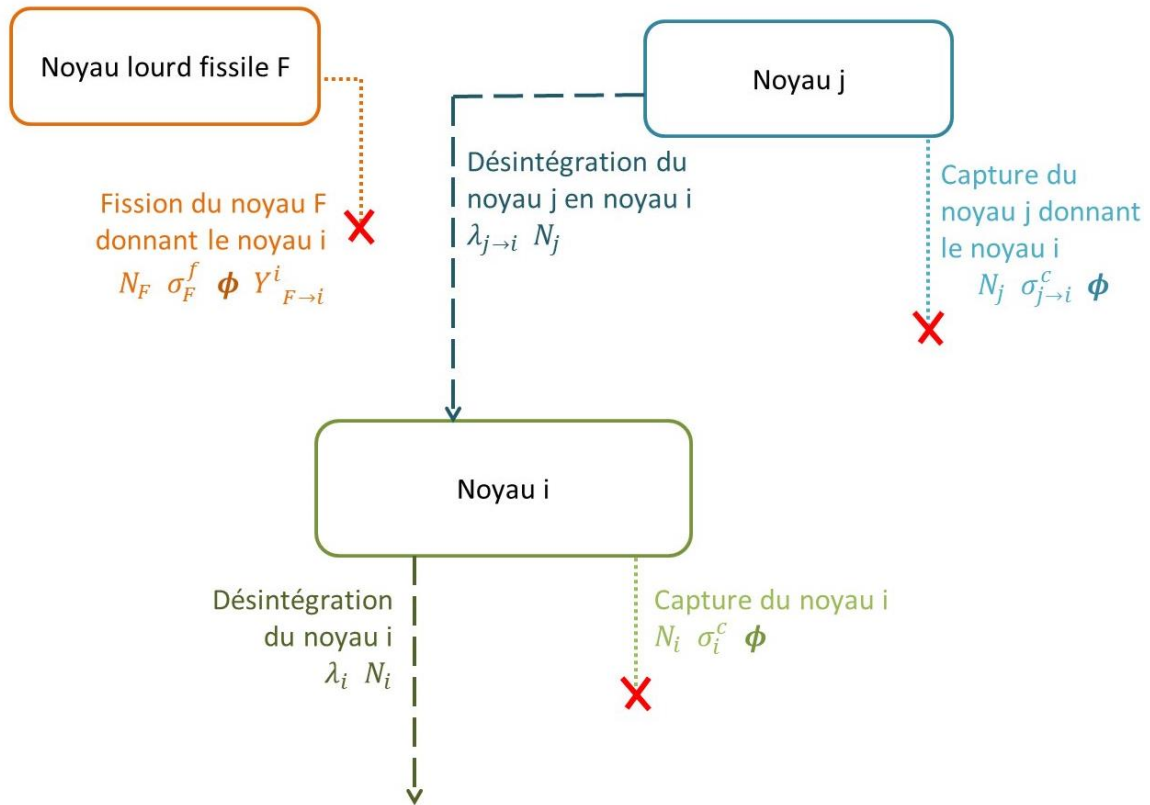 Noyau lourd fissile F
Noyau j
Désintégration du
noyau j en noyau i
λ_{j→i} N_j
Capture du
noyau j donnant
le noyau i
N_j σ^c_{j→i} ϕ
Fission du noyau F
donnant le noyau i
N_F σ^f_F ϕ Y^i_{F→i}
Noyau i
Désintégration
du noyau i
λ_i N_i
Capture du noyau i
N_i σ^c_i ϕ